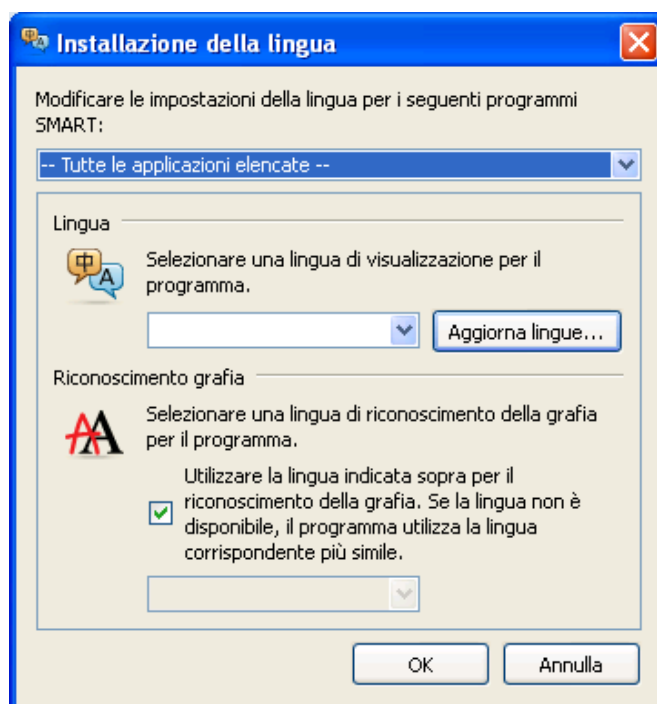 Installazione della lingua
Modificare le impostazioni della lingua per i seguenti programmi
SMART:
-- Tutte le applicazioni elencate --
Lingua
中
A
Selezionare una lingua di visualizzazione per il
programma.
Aggiorna lingue...
Riconoscimento grafia
AA
Selezionare una lingua di riconoscimento della grafia
per il programma.
Utilizzare la lingua indicata sopra per il
riconoscimento della grafia. Se la lingua non è
disponibile, il programma utilizza la lingua
corrispondente più simile.
OK
Annulla